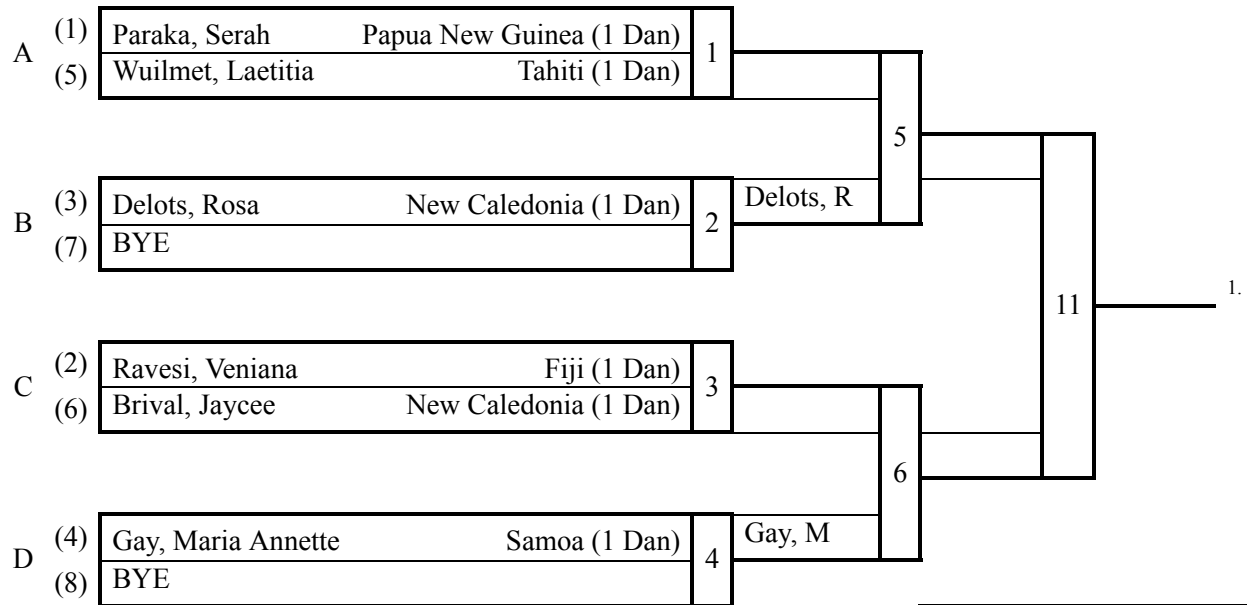 A (1) Paraka, Serah Papua New Guinea (1 Dan) 1
(5) Wuilmet, Laetitia Tahiti (1 Dan)
5
B (3) Delots, Rosa New Caledonia (1 Dan) 2 Delots, R
(7) BYE
11 1.
C (2) Ravesi, Veniana Fiji (1 Dan) 3
(6) Brival, Jaycee New Caledonia (1 Dan)
6
D (4) Gay, Maria Annette Samoa (1 Dan) 4 Gay, M
(8) BYE